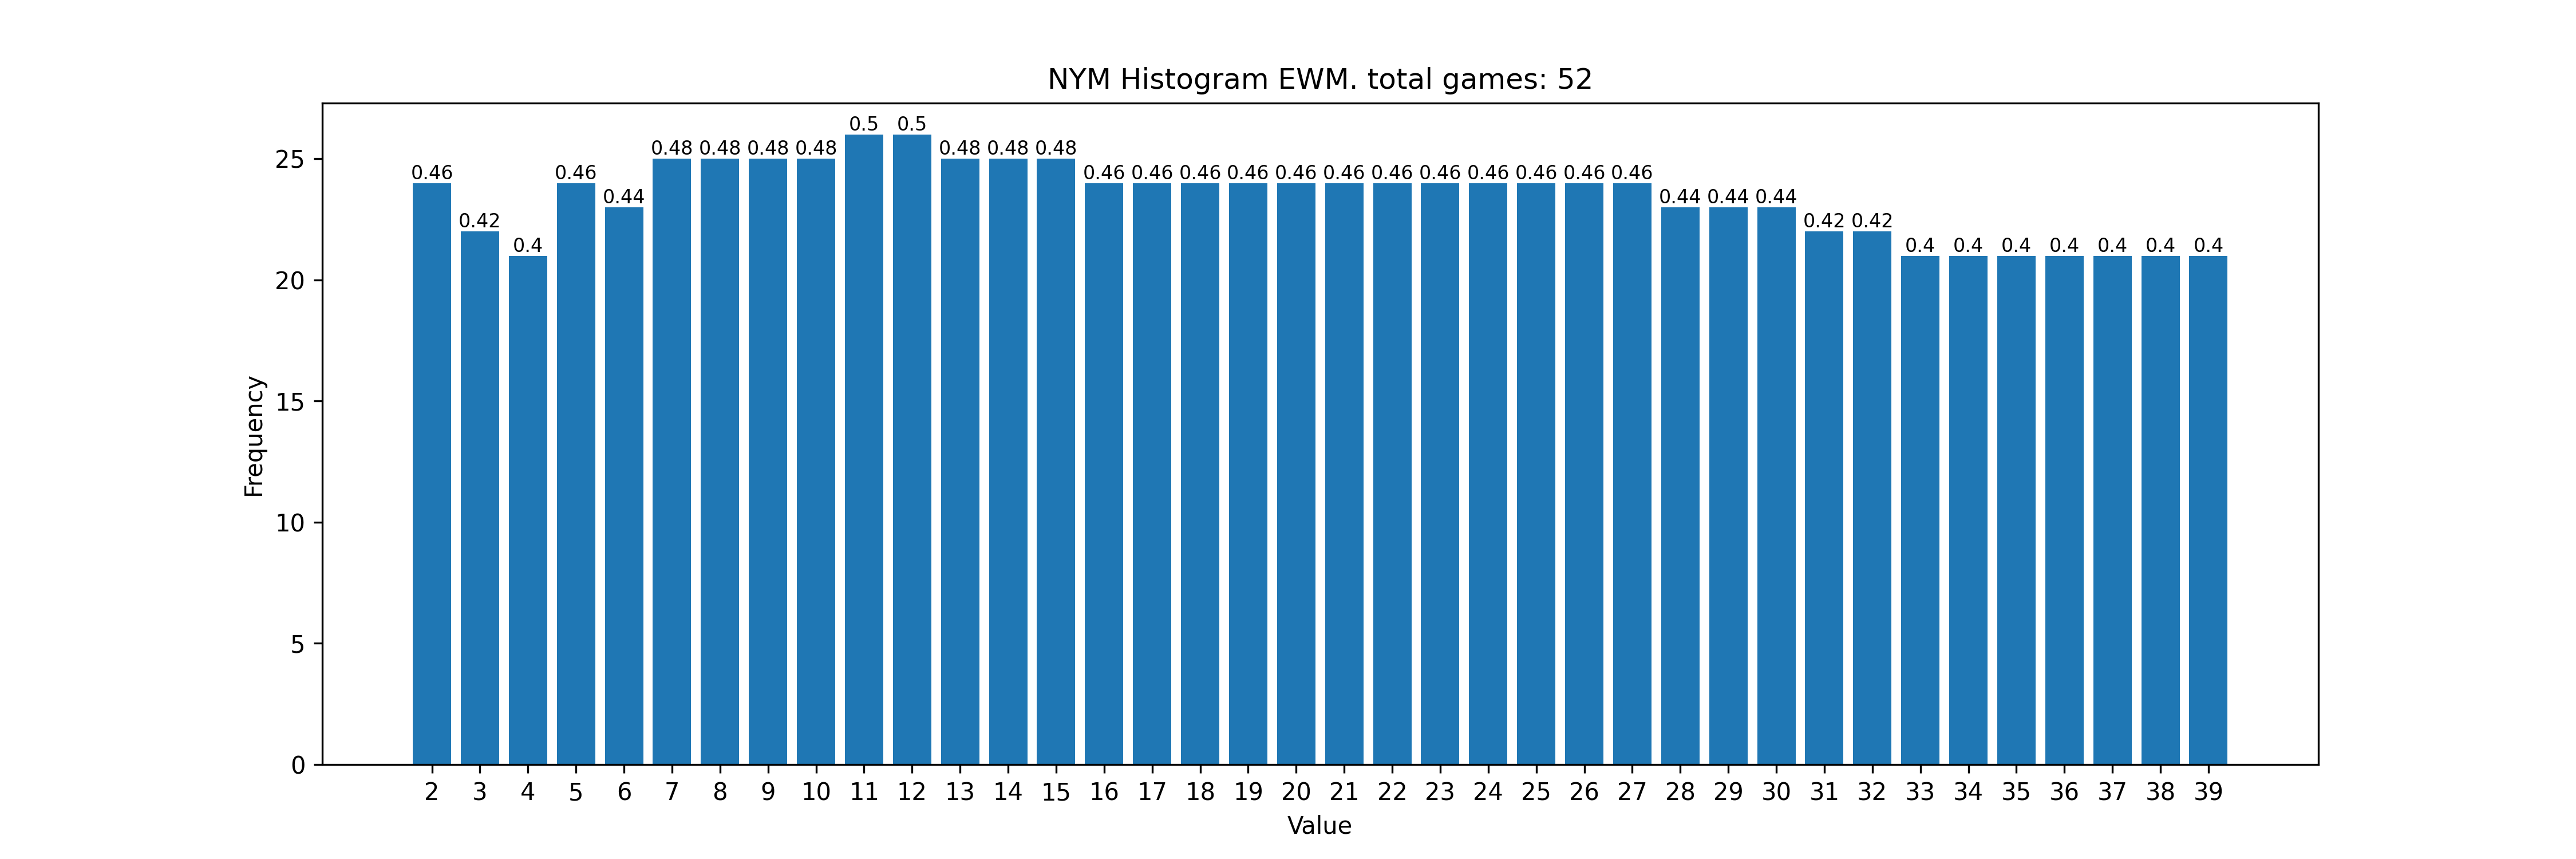 NYM Histogram EWM. total games: 52
0.46 0.42 0.4 0.46 0.44 0.48 0.48 0.48 0.48 0.5 0.5 0.48 0.48 0.48 0.46 0.46 0.46 0.46 0.46 0.46 0.46 0.46 0.46 0.46 0.46 0.46 0.44 0.44 0.44 0.42 0.42 0.4 0.4 0.4 0.4 0.4 0.4 0.4
25
20
15
10
5
0
Frequency
2 3 4 5 6 7 8 9 10 11 12 13 14 15 16 17 18 19 20 21 22 23 24 25 26 27 28 29 30 31 32 33 34 35 36 37 38 39
Value